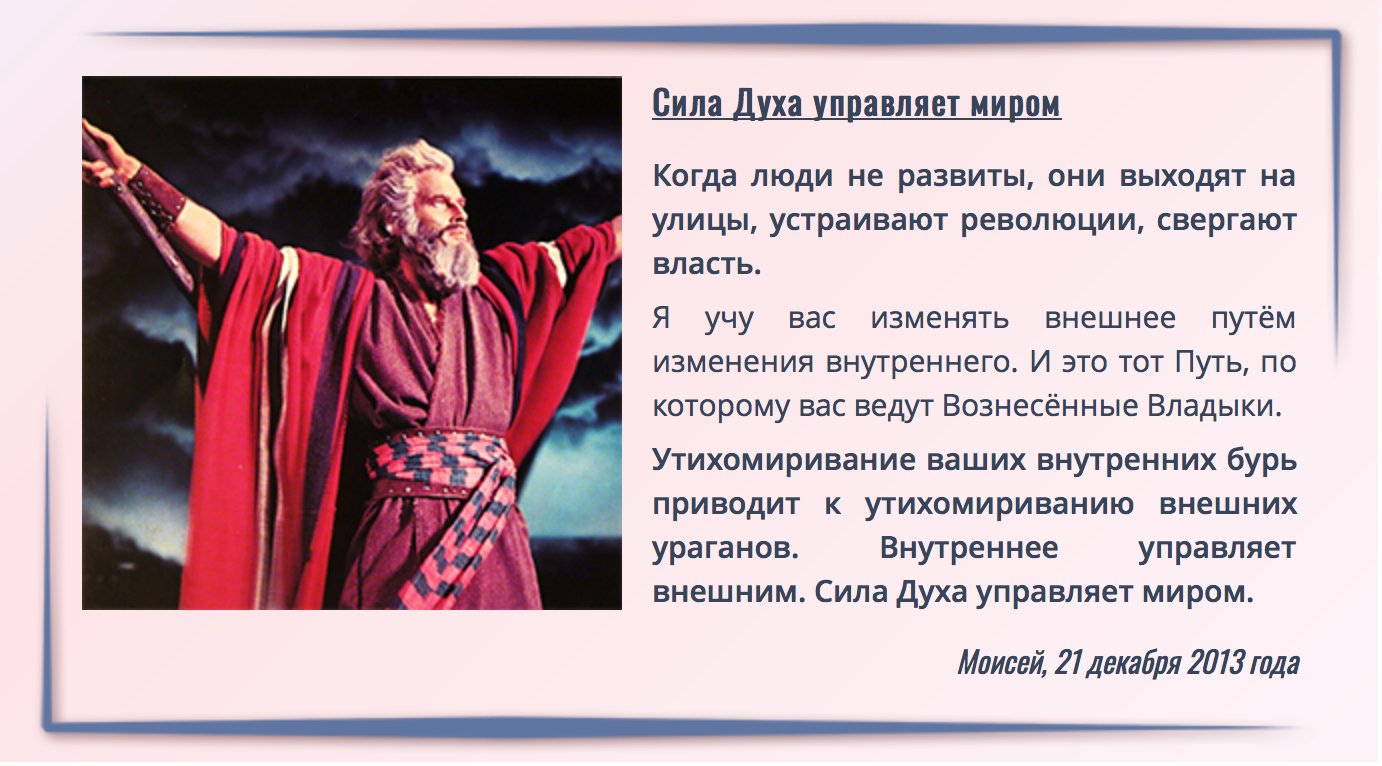 Сила Духа управляет миром
Когда люди не развиты, они выходят на
улицы, устраивают революции, свергают
власть.
Я учу вас изменять внешнее путём
изменения внутреннего. И это тот Путь, по
которому вас ведут Вознесённые Владыки.
Утихомиривание ваших внутренних бурь
приводит к утихомириванию внешних
ураганов. Внутреннее управляет
внешним. Сила Духа управляет миром.
Моисей, 21 декабря 2013 года